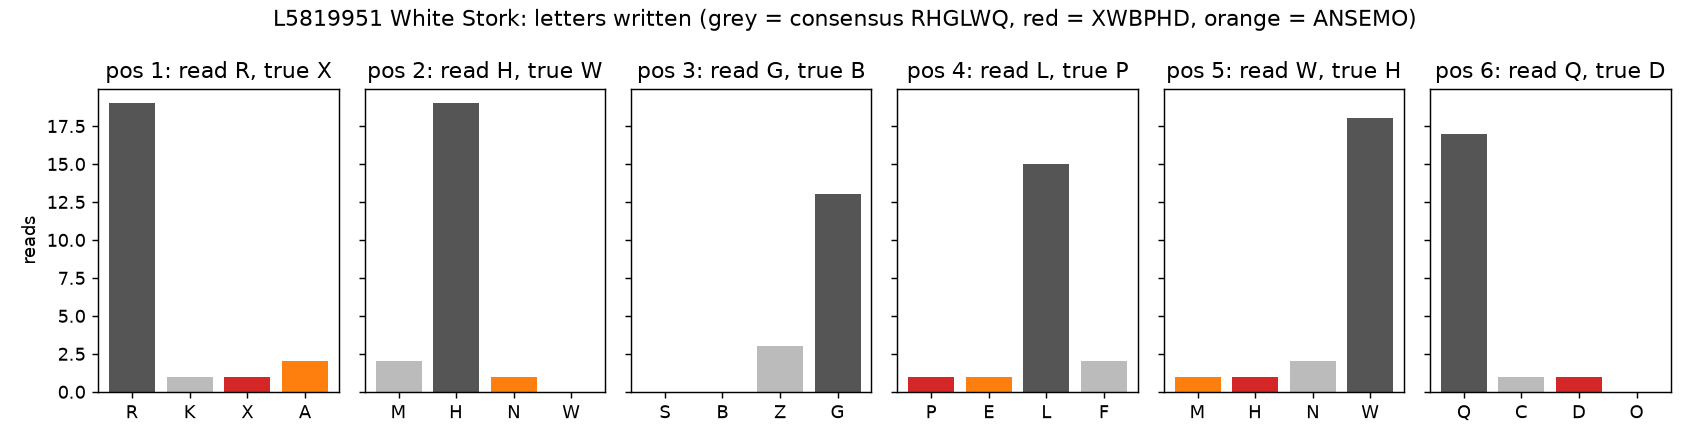 L5819951 White Stork: letters written (grey = consensus RHGLWQ, red = XWBPHD, orange = ANSEMO)
pos 1: read R, true X
pos 2: read H, true W
pos 3: read G, true B
pos 4: read L, true P
pos 5: read W, true H
pos 6: read Q, true D
reads
17.5
15.0
12.5
10.0
7.5
5.0
2.5
0.0
R K X A
M H N W
S B Z G
P E L F
M H N W
Q C D O